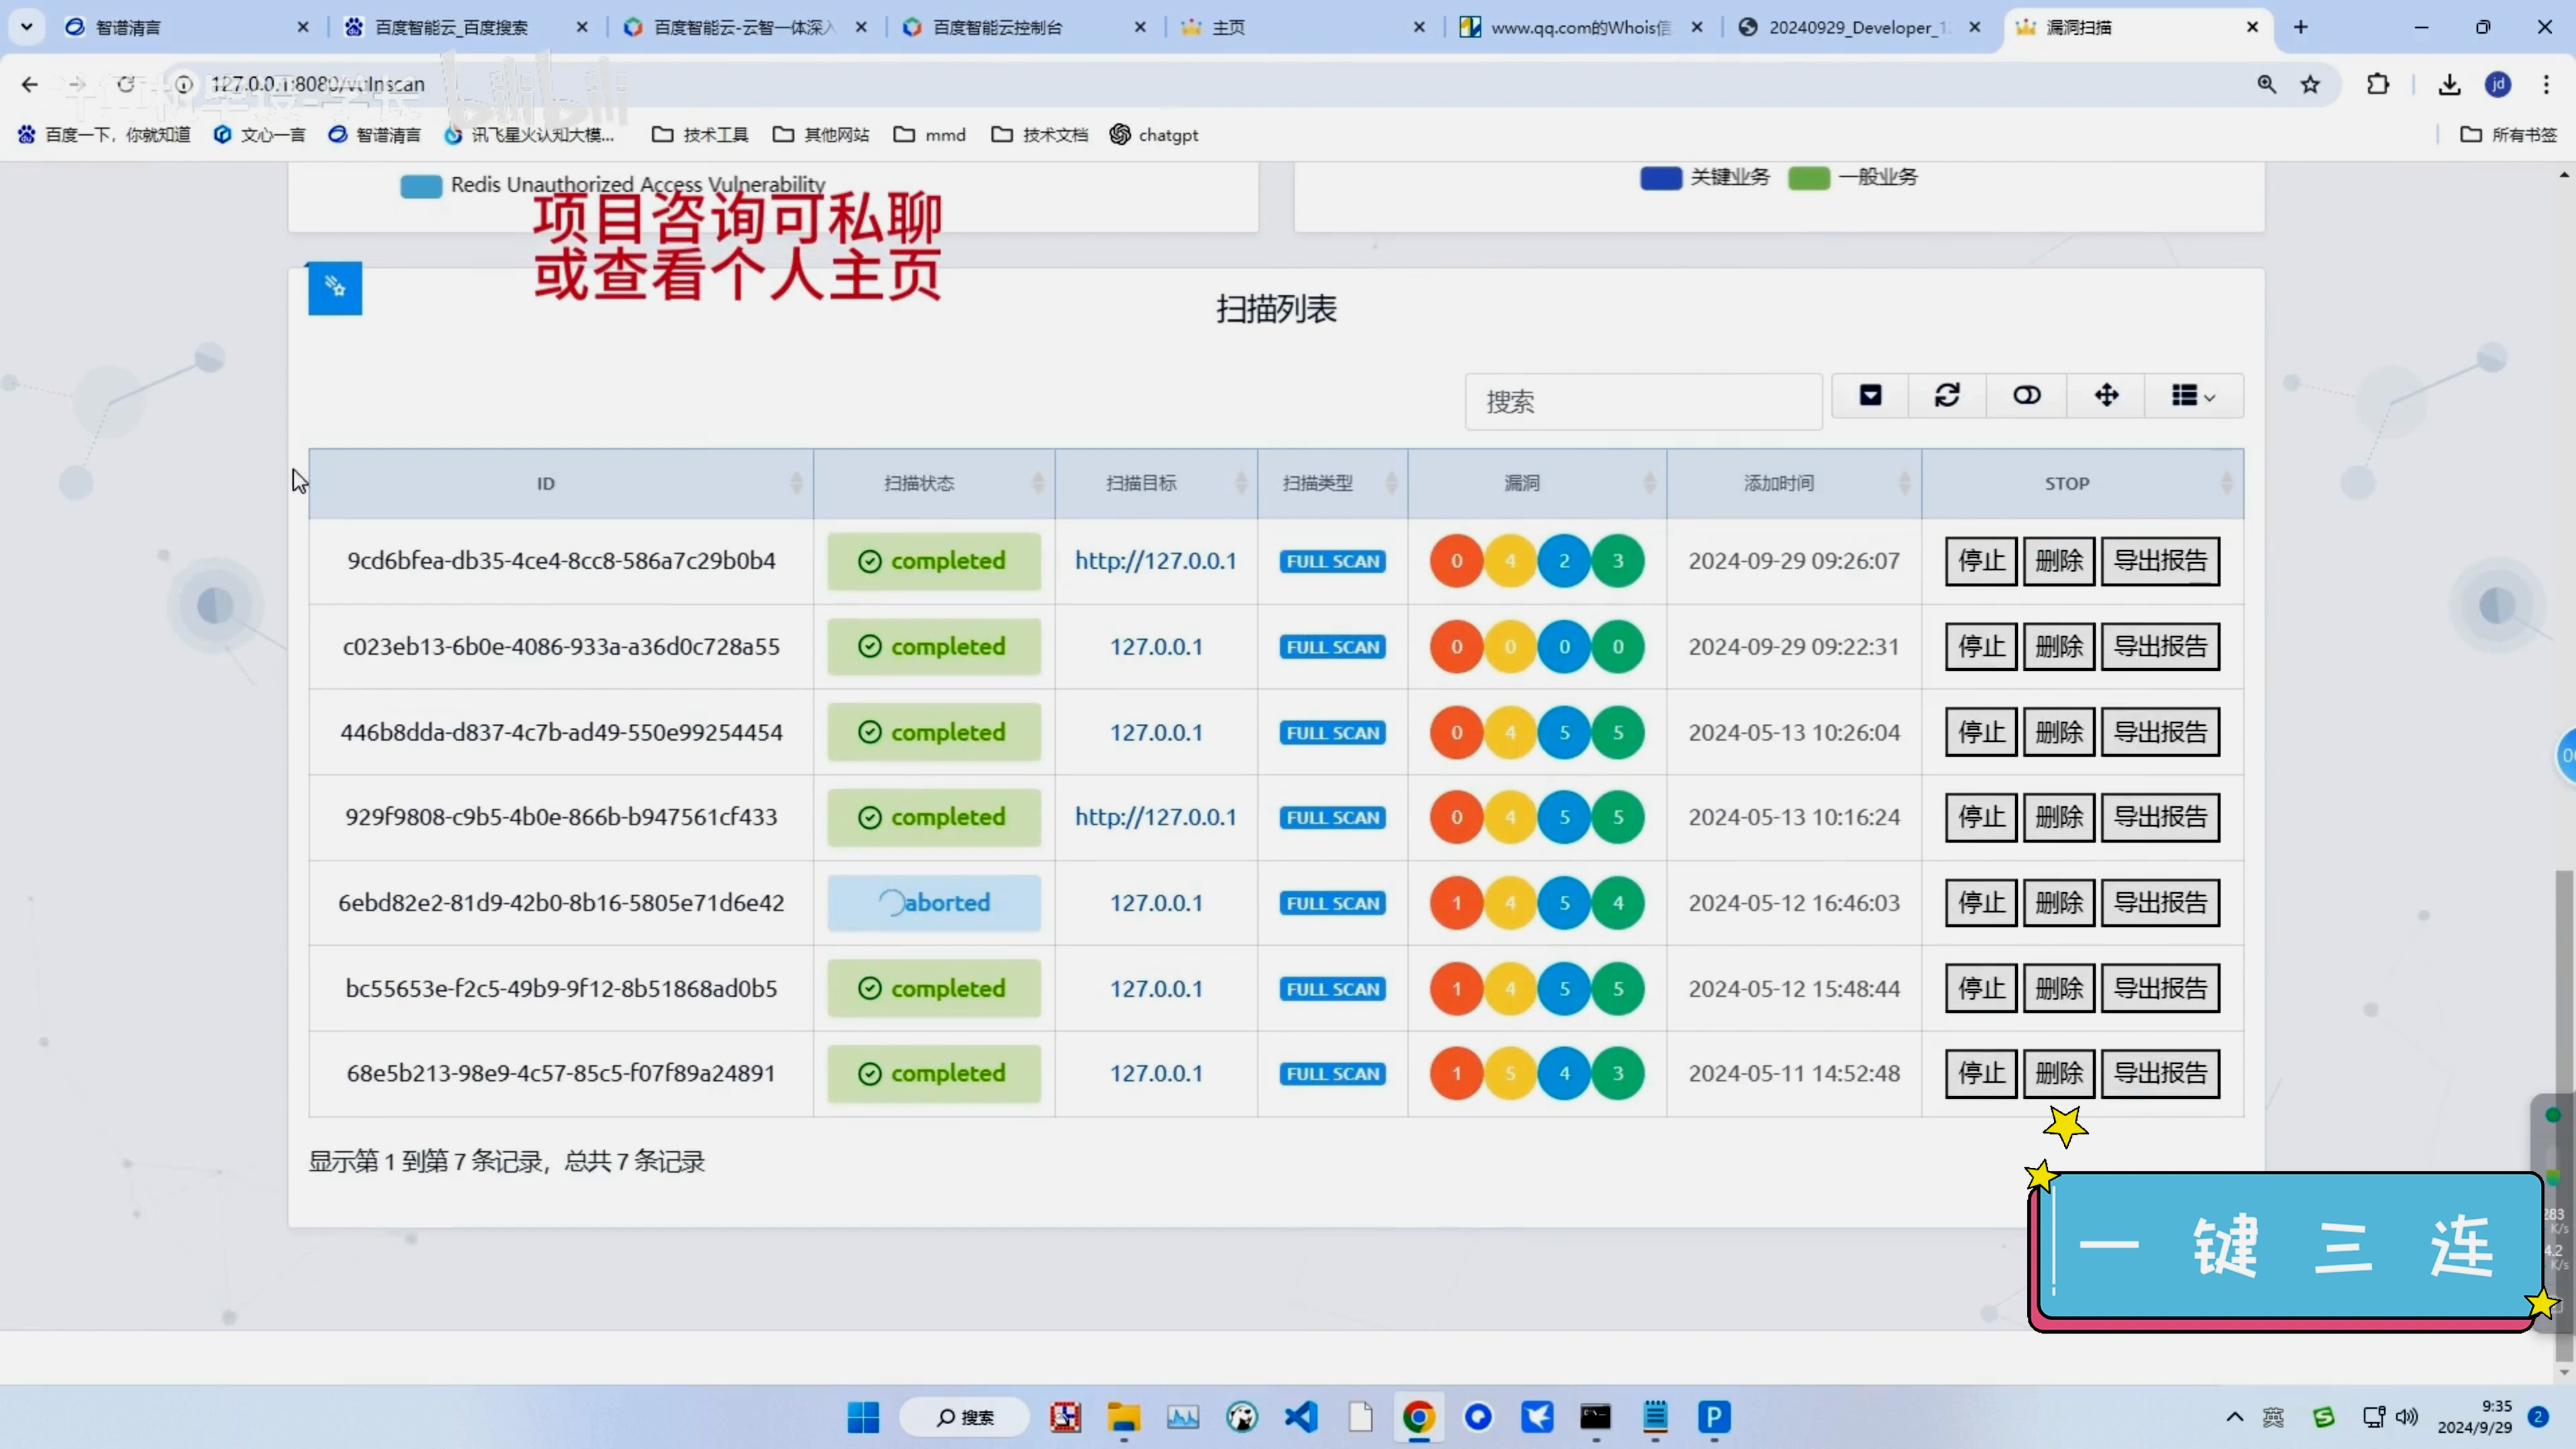 智谱清言
百度智能云_百度搜索
百度智能云-云智一体深入
百度智能云控制台
主页
www.qq.com的Whois信
20240929_Developer_1
漏洞扫描
127.0.0.1:8080/vulnscan
bilibili
jd
百度一下，你就知道
文心一言
智谱清言
讯飞星火认知大模...
技术工具
其他网站
mmd
技术文档
chatgpt
所有书签
Redis Unauthorized Access Vulnerability
关键业务
一般业务
项目咨询可私聊
或查看个人主页
扫描列表
搜索
ID 扫描状态 扫描目标 扫描类型 漏洞 添加时间 STOP
9cd6bfea-db35-4ce4-8cc8-586a7c29b0b4 completed http://127.0.0.1 FULL SCAN 0 4 2 3 2024-09-29 09:26:07 停止 删除 导出报告
c023eb13-6b0e-4086-933a-a36d0c728a55 completed 127.0.0.1 FULL SCAN 0 0 0 0 2024-09-29 09:22:31 停止 删除 导出报告
446b8dda-d837-4c7b-ad49-550e99254454 completed 127.0.0.1 FULL SCAN 0 4 5 5 2024-05-13 10:26:04 停止 删除 导出报告
929f9808-c9b5-4b0e-866b-b947561cf433 completed http://127.0.0.1 FULL SCAN 0 4 5 5 2024-05-13 10:16:24 停止 删除 导出报告
6ebd82e2-81d9-42b0-8b16-5805e71d6e42 aborted 127.0.0.1 FULL SCAN 1 4 5 4 2024-05-12 16:46:03 停止 删除 导出报告
bc55653e-f2c5-49b9-9f12-8b51868ad0b5 completed 127.0.0.1 FULL SCAN 1 4 5 5 2024-05-12 15:48:44 停止 删除 导出报告
68e5b213-98e9-4c57-85c5-f07f89a24891 completed 127.0.0.1 FULL SCAN 1 5 4 3 2024-05-11 14:52:48 停止 删除 导出报告
显示第 1 到第 7 条记录，总共 7 条记录
一 键 三 连
搜索
英
9:35
2024/9/29
2